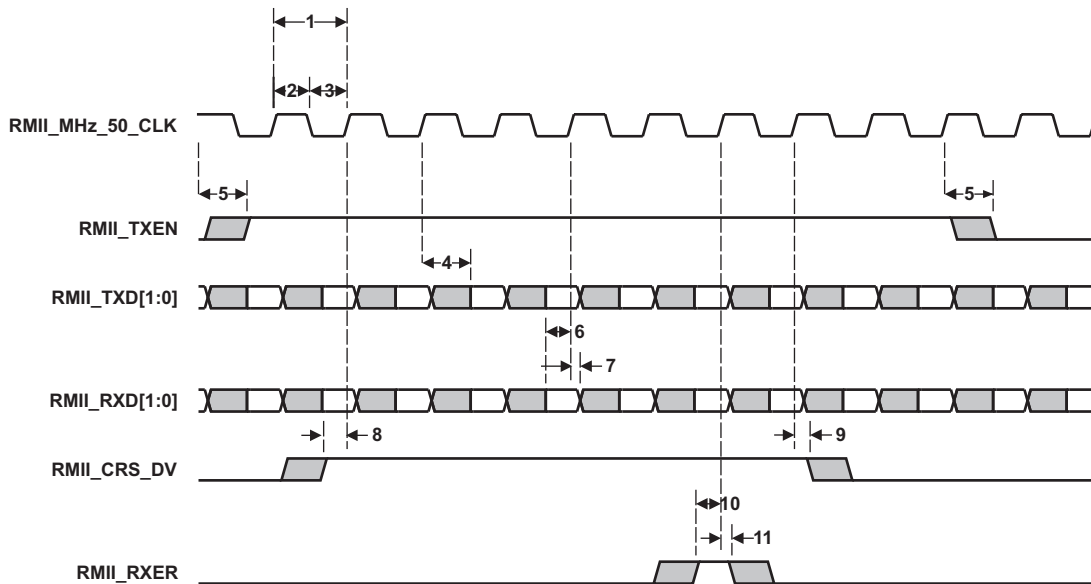 1
2 3
RMII_MHz_50_CLK
5 5
RMII_TXEN
4
RMII_TXD[1:0]
6
7
RMII_RXD[1:0]
8 9
RMII_CRS_DV
10
11
RMII_RXER